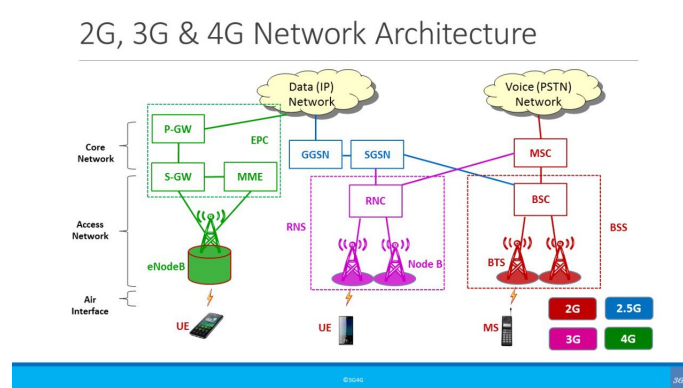 2G, 3G & 4G Network Architecture
Data (IP)
Network
Voice (PSTN)
Network
P-GW
EPC
Core
Network
GGSN
SGSN
MSC
S-GW
MME
RNC
BSC
Access
Network
RNS
BSS
eNodeB
Node B
BTS
Air
Interface
UE
UE
MS
2G
2.5G
3G
4G
©3G4G
36